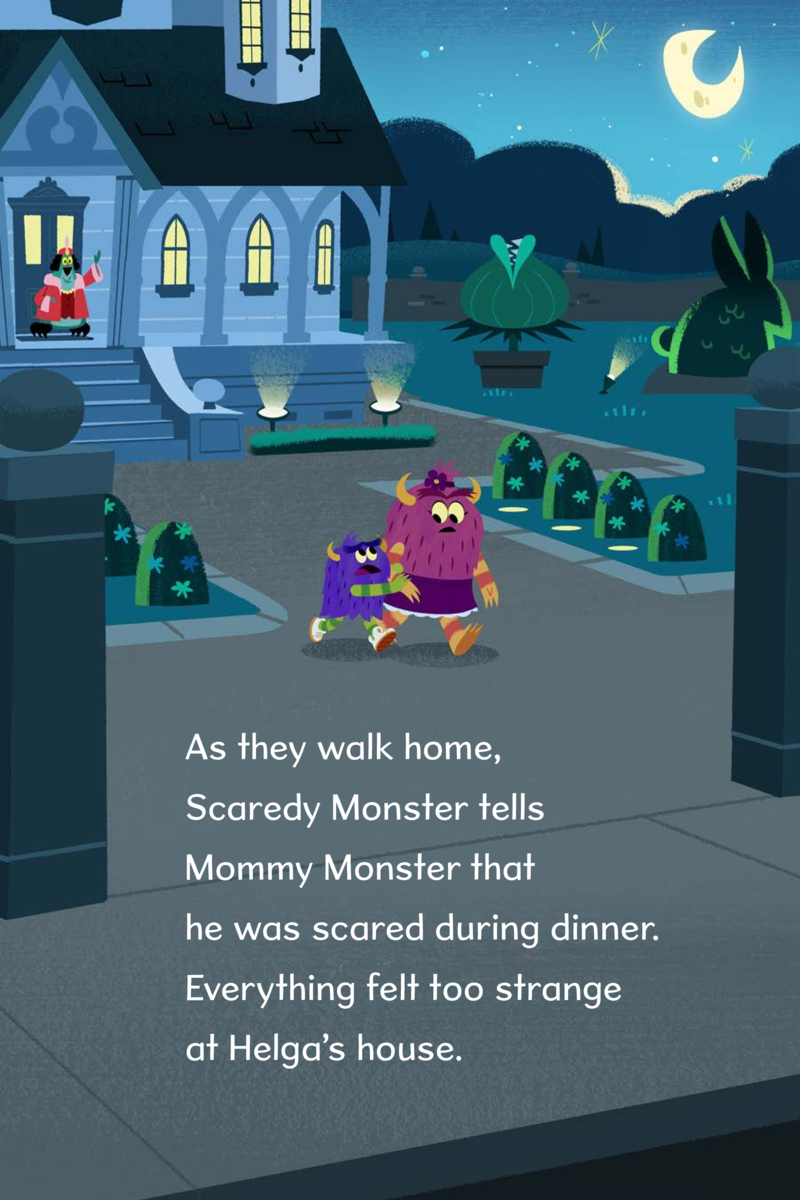 As they walk home,
Scaredy Monster tells
Mommy Monster that
he was scared during dinner.
Everything felt too strange
at Helga’s house.